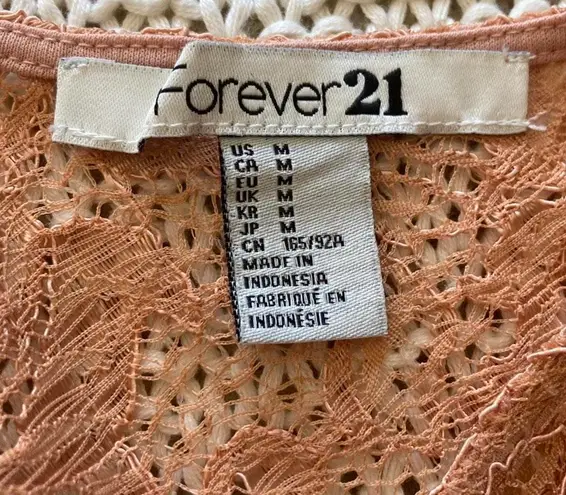 Forever21
US M
CA M
EU M
UK M
KR M
JP M
CN 165/92A
MADE IN
INDONESIA
FABRIQUÉ EN
INDONÉSIE